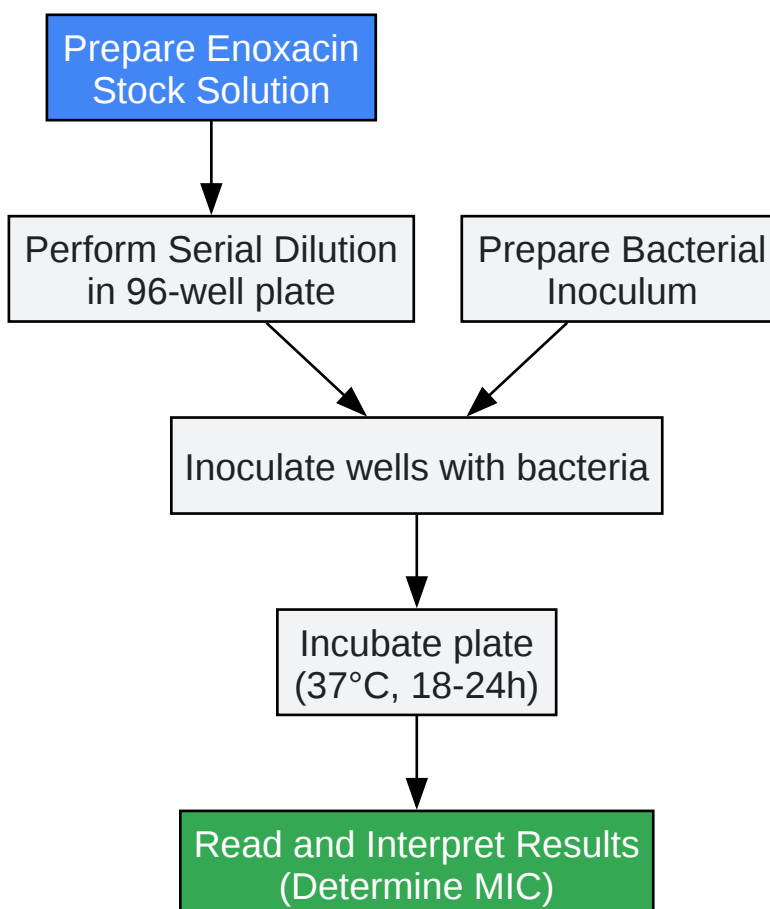 Prepare Enoxacin
Stock Solution
Perform Serial Dilution
in 96-well plate
Prepare Bacterial
Inoculum
Inoculate wells with bacteria
Incubate plate
(37°C, 18-24h)
Read and Interpret Results
(Determine MIC)